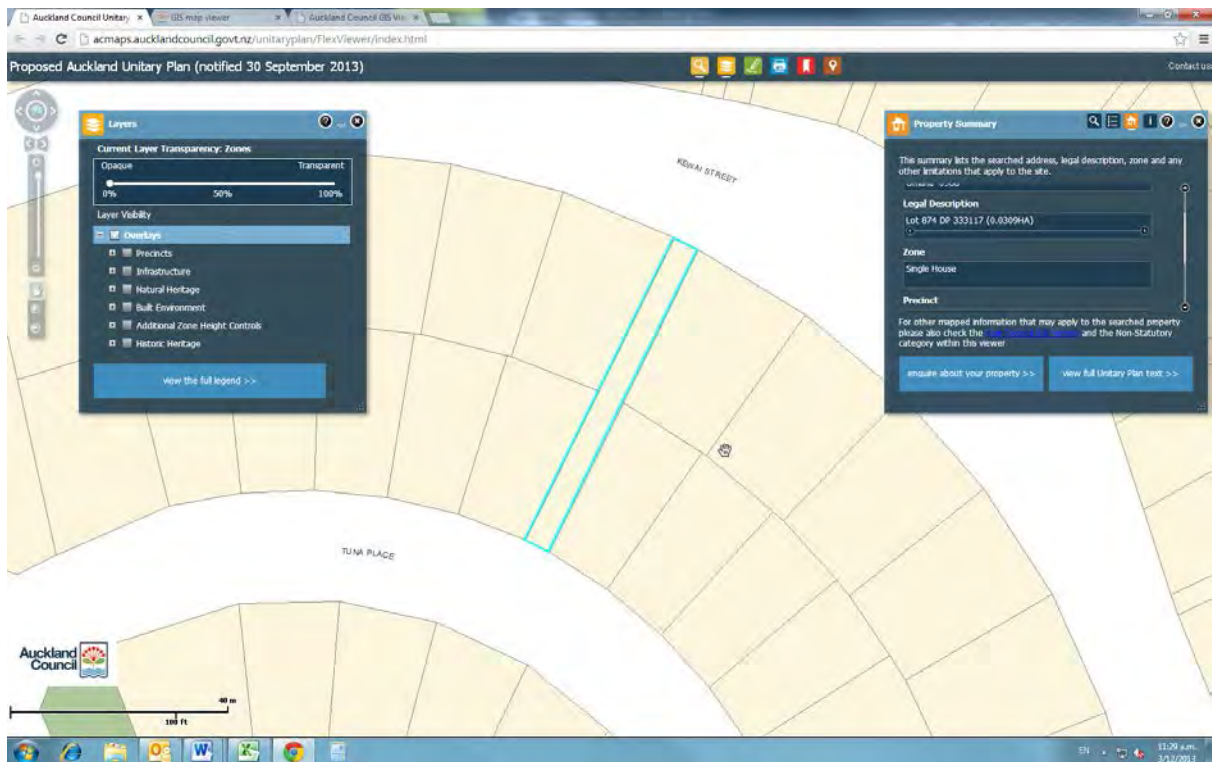 Auckland Council Unitary
GIS map viewer
Auckland Council GIS Vie
acmaps.aucklandcouncil.govt.nz/unitaryplan/FlexViewer/index.html
Proposed Auckland Unitary Plan (notified 30 September 2013)
Contact us
Layers
Current Layer Transparency: Zones
Opaque Transparent
0% 50% 100%
Layer Visibility
Overlays
Precincts
Infrastructure
Natural Heritage
Built Environment
Additional Zone Height Controls
Historic Heritage
view the full legend >>
KEWAI STREET
Property Summary
This summary lists the searched address, legal description, zone and any
other limitations that apply to the site.
Legal Description
Lot 874 DP 333117 (0.0309HA)
Zone
Single House
Precinct
For other mapped information that may apply to the searched property
please also check the and the Non-Statutory
category within this viewer
enquire about your property >> view full Unitary Plan text >>
TUNA PLACE
Auckland
Council
40 m
100 ft
EN
11:29 a.m.
3/12/2013